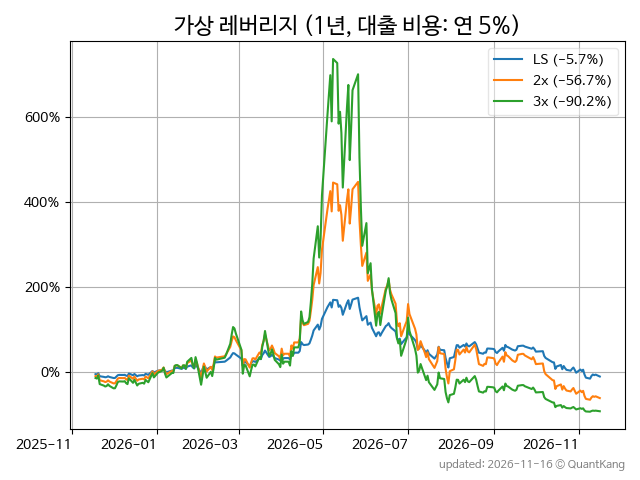 가상 레버리지 (1년, 대출 비용: 연 5%)
LS (−5.7%)
2x (−56.7%)
3x (−90.2%)
600%
400%
200%
0%
2025-11 2026-01 2026-03 2026-05 2026-07 2026-09 2026-11
updated: 2026-11-16 © QuantKang